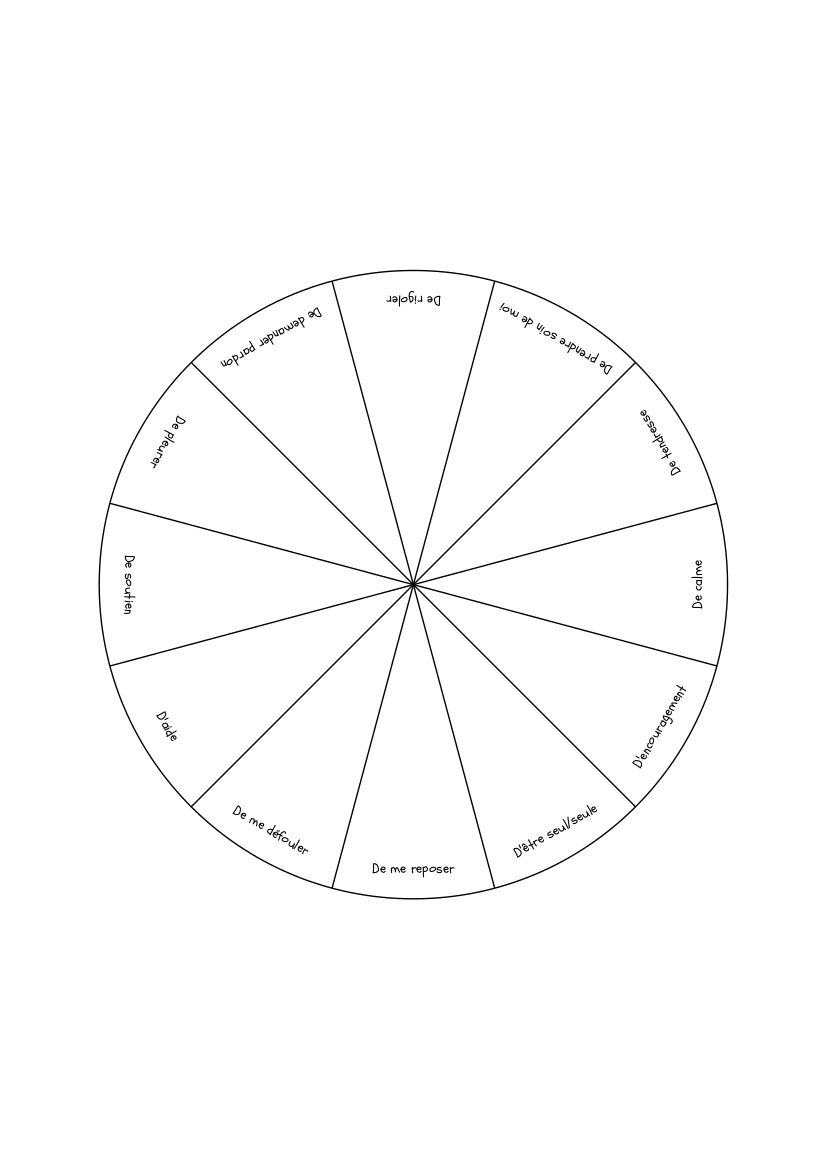 De rigoler
De prendre soin de moi
De tendresse
De calme
D'encouragement
D'être seul/seule
De me reposer
De me défouler
D'aide
De soutien
De pleurer
De demander pardon